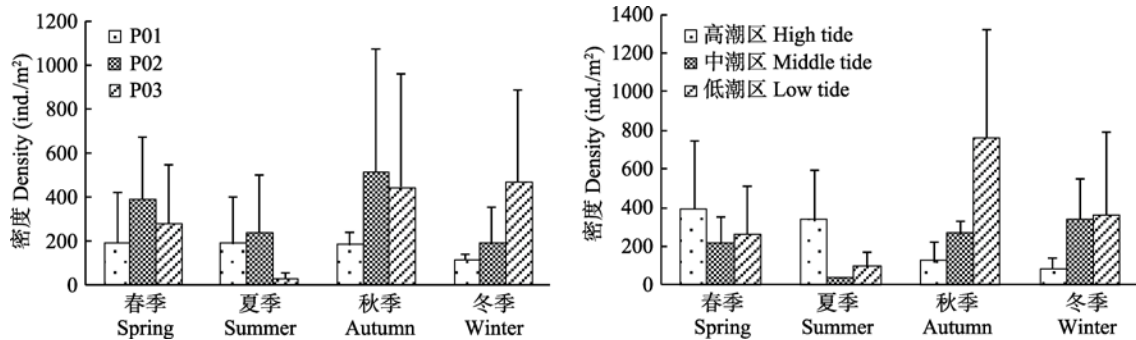 密度 Density (ind./m²)
1200
1000
800
600
400
200
0
P01
P02
P03
春季
Spring
夏季
Summer
秋季
Autumn
冬季
Winter
密度 Density (ind./m²)
1400
1200
1000
800
600
400
200
0
高潮区 High tide
中潮区 Middle tide
低潮区 Low tide
春季
Spring
夏季
Summer
秋季
Autumn
冬季
Winter